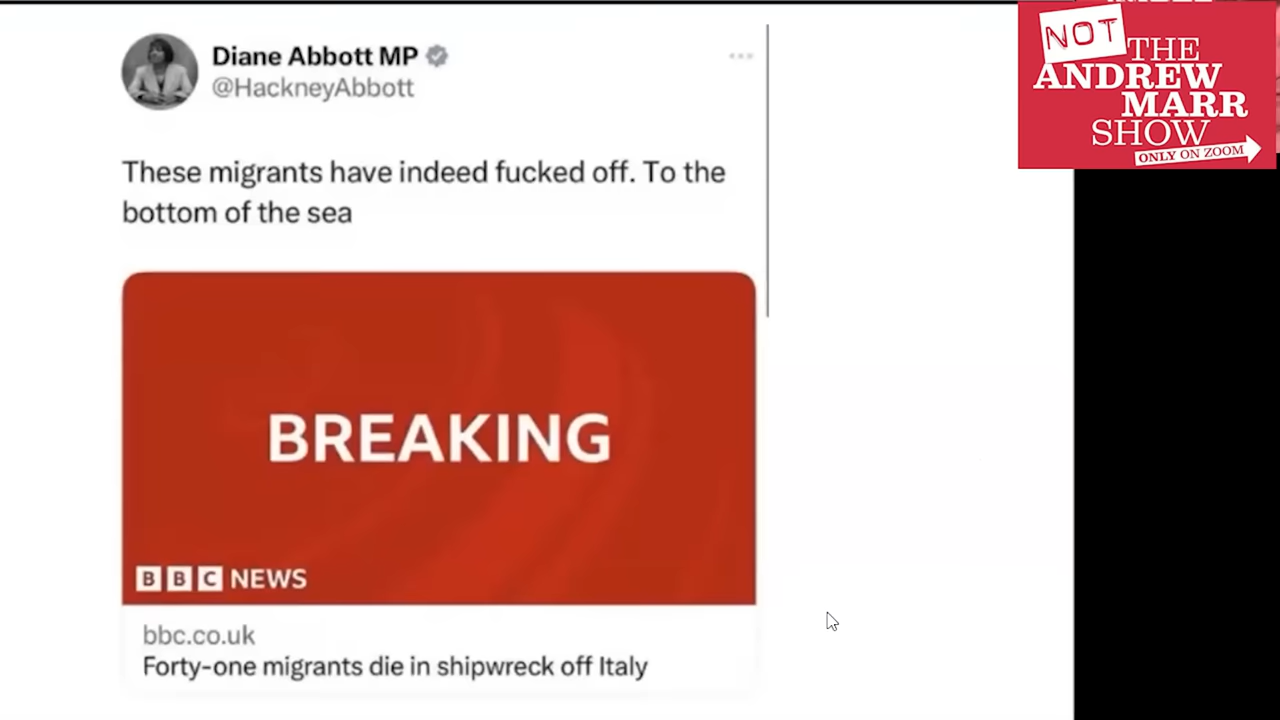 Diane Abbott MP
@HackneyAbbott
These migrants have indeed fucked off. To the
bottom of the sea
BREAKING
BBC NEWS
bbc.co.uk
Forty-one migrants die in shipwreck off Italy
NOT
THE
ANDREW
MARR
SHOW
ONLY ON ZOOM